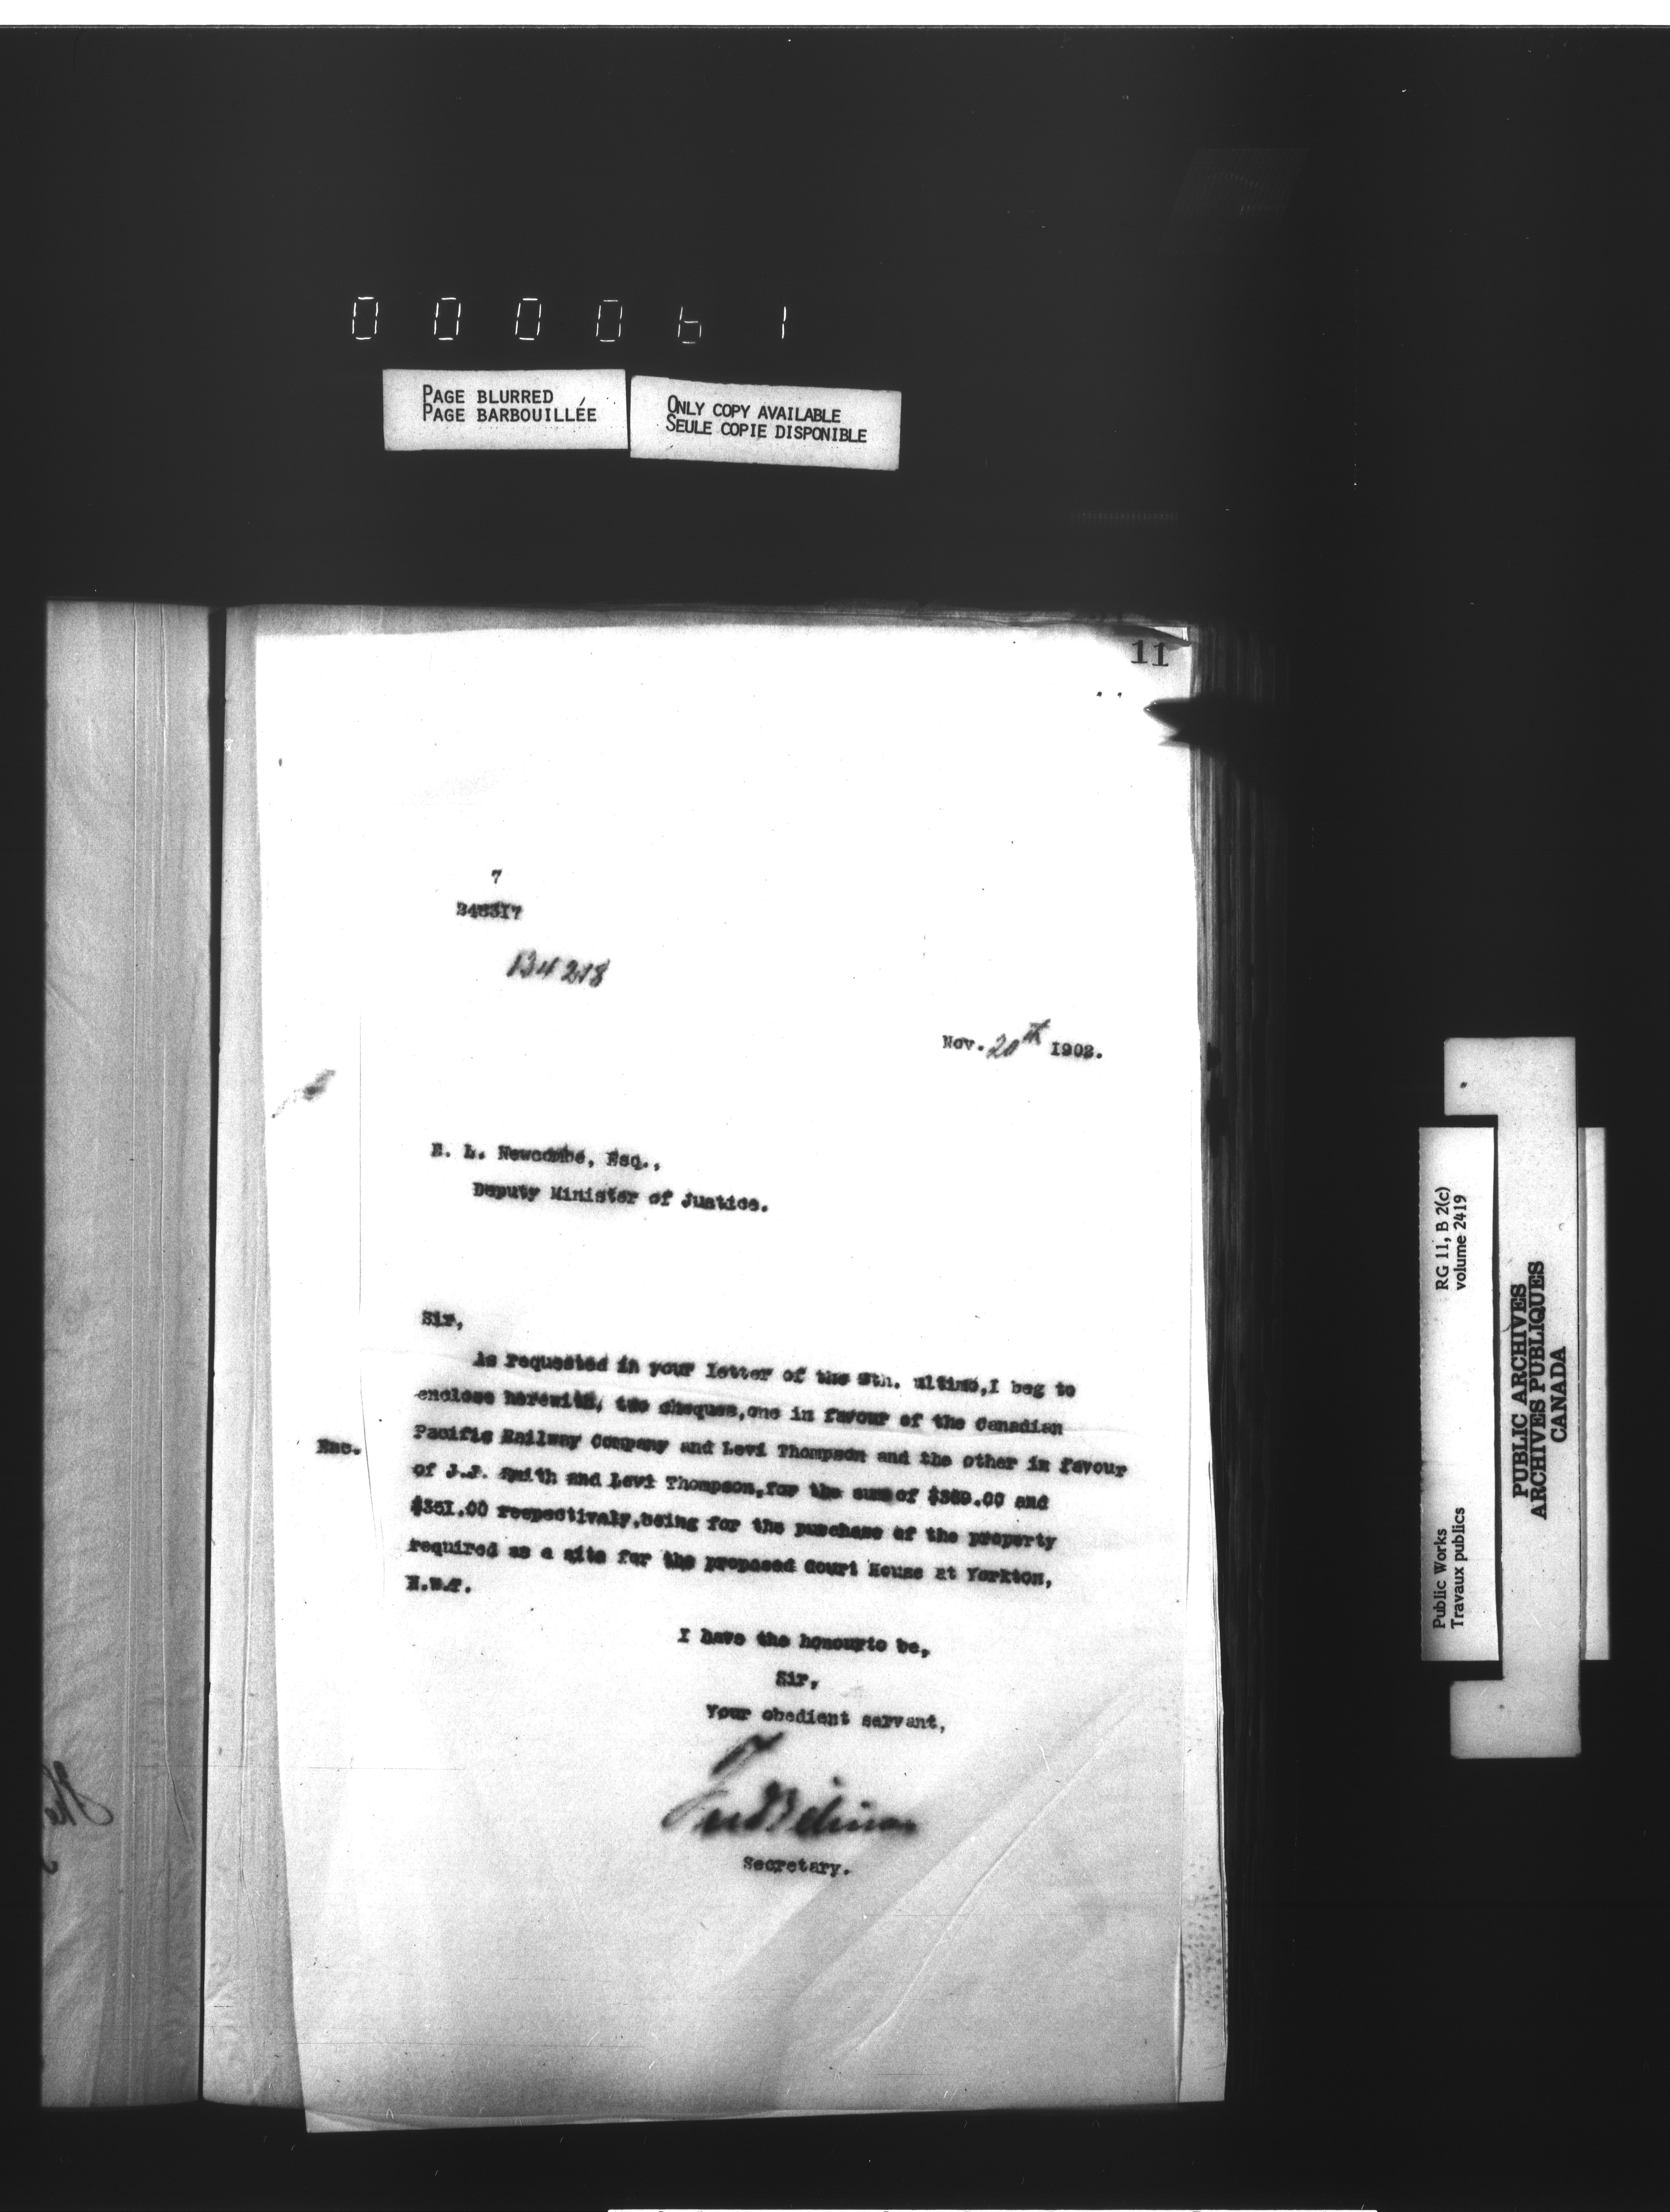 000061
PAGE BLURRED
PAGE BARBOUILLÉE
ONLY COPY AVAILABLE
SEULE COPIE DISPONIBLE
11
7
134218
Nov. 20th 1902.
E. L. Newcombe, Esq.,
Deputy Minister of Justice.
Sir,
As requested in your letter of the ultimo,I beg to
enclose herewith, two cheques,one in favour of the Canadian
Enc.
Pacific Railway Company and Levi Thompson and the other in favour
of Smith and Levi Thompson,for the sum of and
$351.00 respectively,being for the purchase of the property
required as a site for the proposed Court House at Yorkton,
N.W.T.
I have the honourto be,
Sir,
Your obedient servant,
Secretary.
Public Works
Travaux publics
RG 11, B 2(c)
volume 2419
PUBLIC ARCHIVES
ARCHIVES PUBLIQUES
CANADA